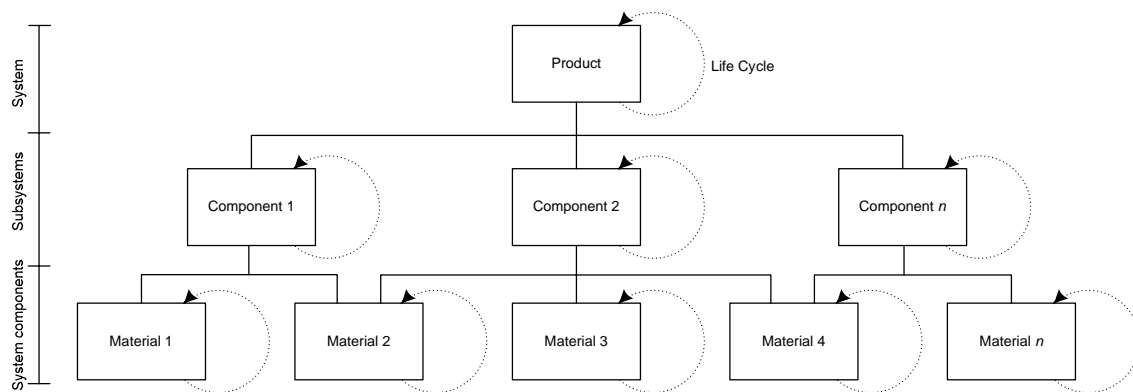 System
Product
Life Cycle
Subsystems
Component 1
Component 2
Component n
System components
Material 1
Material 2
Material 3
Material 4
Material n